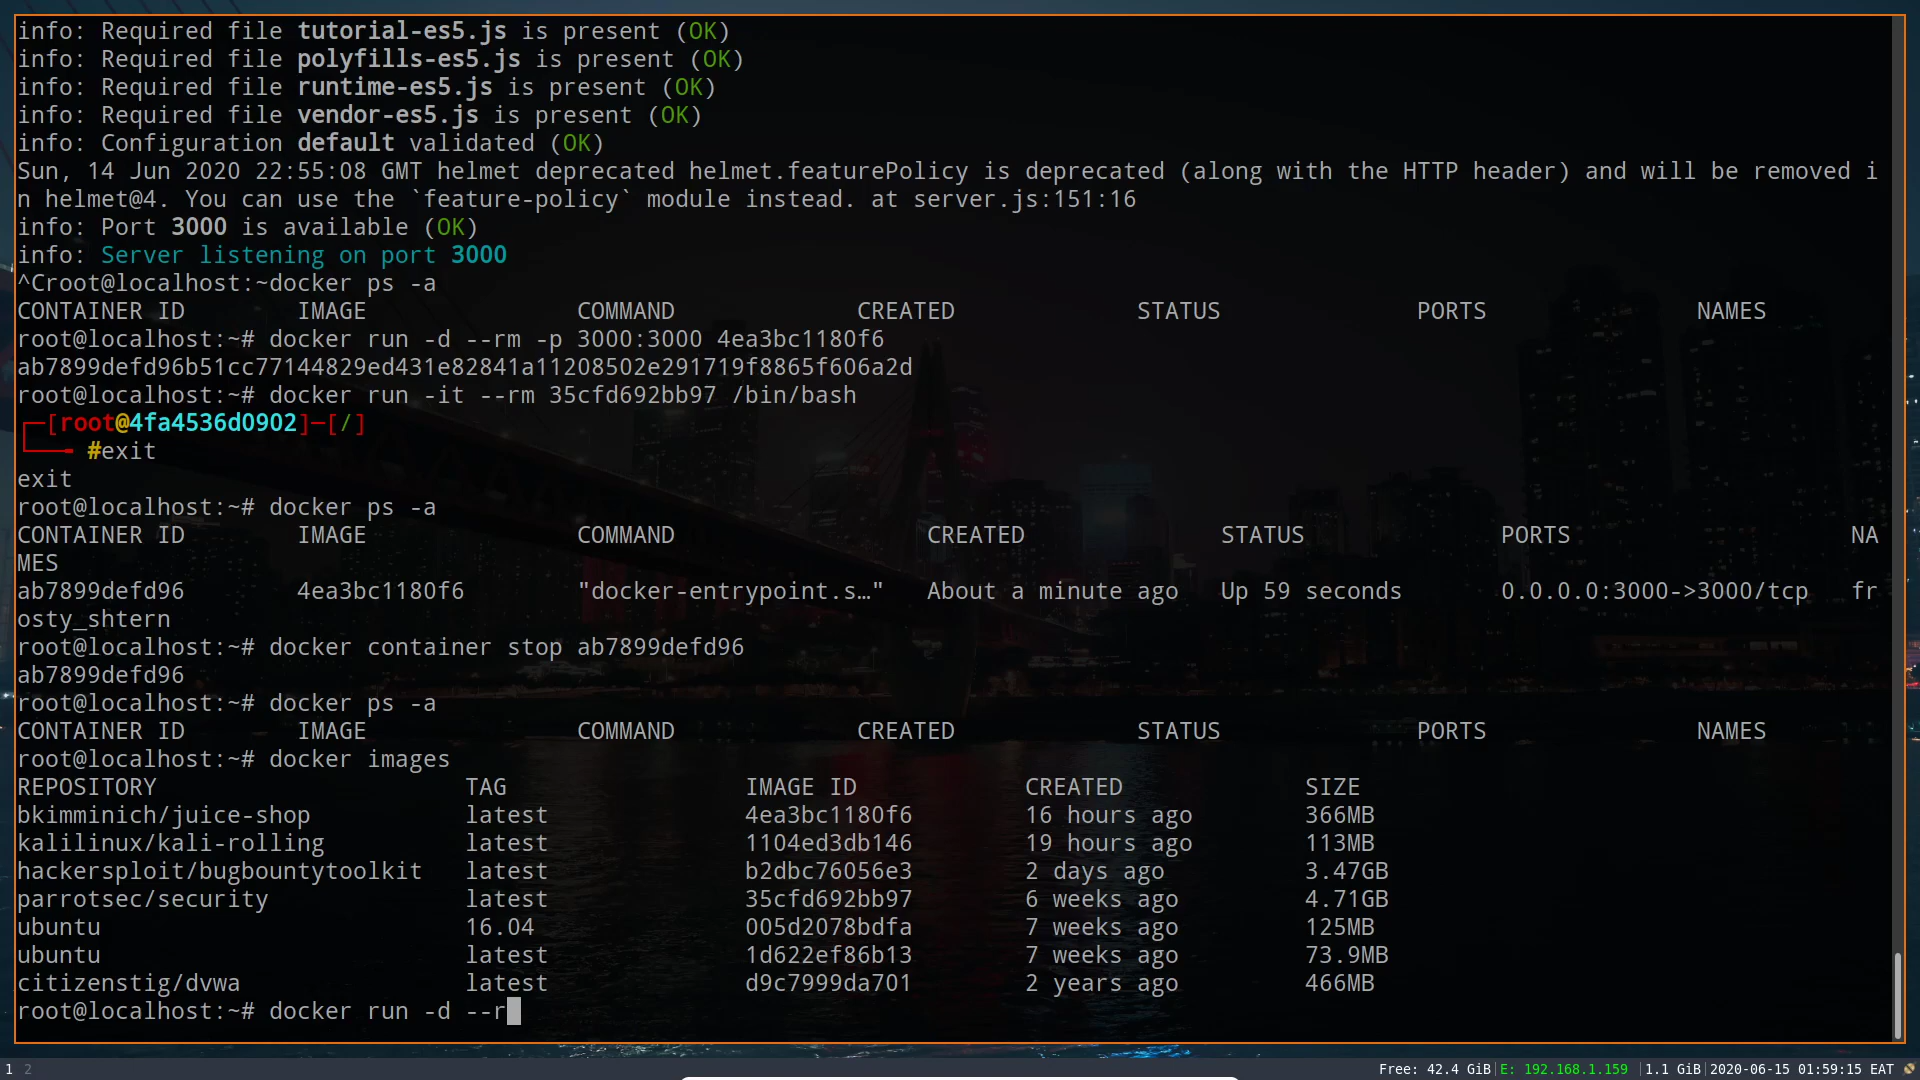 info: Required file tutorial-es5.js is present (OK)
info: Required file polyfills-es5.js is present (OK)
info: Required file runtime-es5.js is present (OK)
info: Required file vendor-es5.js is present (OK)
info: Configuration default validated (OK)
Sun, 14 Jun 2020 22:55:08 GMT helmet deprecated helmet.featurePolicy is deprecated (along with the HTTP header) and will be removed i
n helmet@4. You can use the `feature-policy` module instead. at server.js:151:16
info: Port 3000 is available (OK)
info: Server listening on port 3000
^Croot@localhost:~docker ps -a
CONTAINER ID        IMAGE               COMMAND             CREATED             STATUS              PORTS               NAMES
root@localhost:~# docker run -d --rm -p 3000:3000 4ea3bc1180f6
ab7899defd96b51cc77144829ed431e82841a11208502e291719f8865f606a2d
root@localhost:~# docker run -it --rm 35cfd692bb97 /bin/bash
┌─[root@4fa4536d0902]─[/]
└──╼ #exit
exit
root@localhost:~# docker ps -a
CONTAINER ID        IMAGE               COMMAND                  CREATED              STATUS              PORTS                    NA
MES
ab7899defd96        4ea3bc1180f6        "docker-entrypoint.s…"   About a minute ago   Up 59 seconds       0.0.0.0:3000->3000/tcp   fr
osty_shtern
root@localhost:~# docker container stop ab7899defd96
ab7899defd96
root@localhost:~# docker ps -a
CONTAINER ID        IMAGE               COMMAND             CREATED             STATUS              PORTS               NAMES
root@localhost:~# docker images
REPOSITORY                      TAG                 IMAGE ID            CREATED             SIZE
bkimminich/juice-shop           latest              4ea3bc1180f6        16 hours ago        366MB
kalilinux/kali-rolling          latest              1104ed3db146        19 hours ago        113MB
hackersploit/bugbountytoolkit   latest              b2dbc76056e3        2 days ago          3.47GB
parrotsec/security              latest              35cfd692bb97        6 weeks ago         4.71GB
ubuntu                          16.04               005d2078bdfa        7 weeks ago         125MB
ubuntu                          latest              1d622ef86b13        7 weeks ago         73.9MB
citizenstig/dvwa                latest              d9c7999da701        2 years ago         466MB
root@localhost:~# docker run -d --r
1 2 Free: 42.4 GiB|E: 192.168.1.159 |1.1 GiB|2020-06-15 01:59:15 EAT